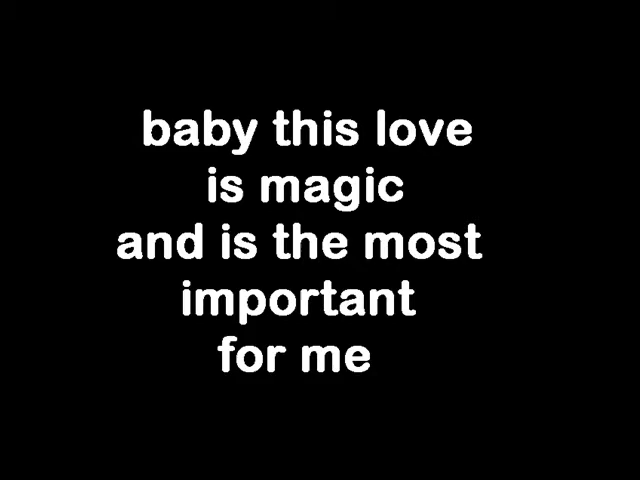 baby this love
is magic
and is the most
important
for me